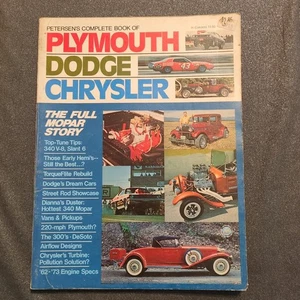 PETERSEN'S COMPLETE BOOK OF
PLYMOUTH
DODGE
CHRYSLER
43
THE FULL
MOPAR
STORY
Top-Tune Tips:
340 V-8, Slant 6
Those Early Hemi's—
Still the Best...?
TorqueFlite Rebuild
Dodge's Dream Cars
Street Rod Showcase
Dianna's Duster:
Hottest 340 Mopar
Vans & Pickups
220-mph Plymouth?
The 300's · DeSoto
Airflow Designs
Chrysler's Turbine:
Pollution Solution?
'62-'73 Engine Specs